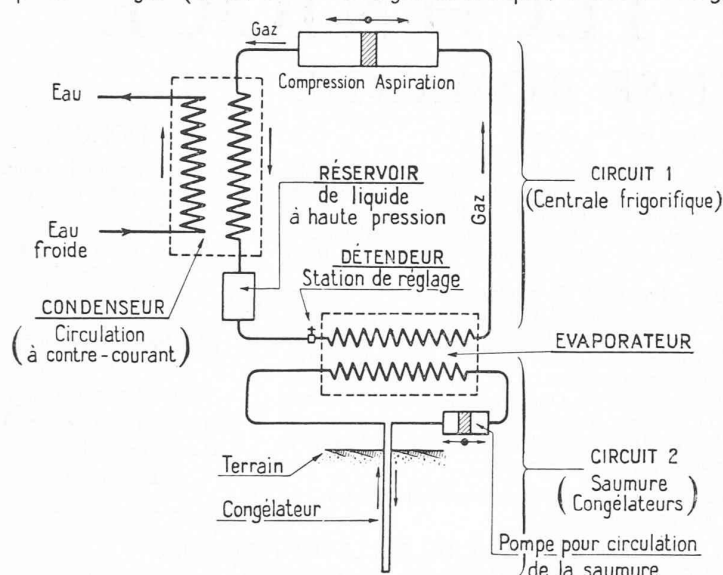 Gaz
Compression Aspiration
Eau
Eau
froide
RÉSERVOIR
de liquide
à haute pression
Gaz
CIRCUIT 1
(Centrale frigorifique)
DÉTENDEUR
Station de réglage
CONDENSEUR
(Circulation
à contre-courant)
EVAPORATEUR
Terrain
Congélateur
CIRCUIT 2
(Saumure
Congélateurs)
Pompe pour circulation
de la saumure